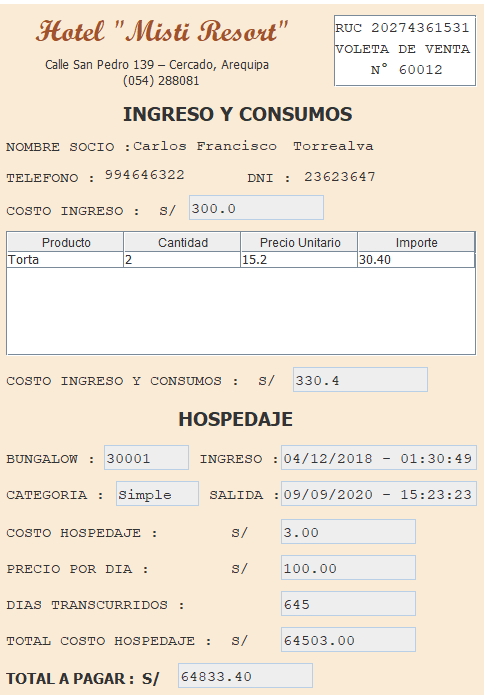 Hotel "Misti Resort"
Calle San Pedro 139 – Cercado, Arequipa
(054) 288081
RUC 20274361531
VOLETA DE VENTA
N° 60012
INGRESO Y CONSUMOS
NOMBRE SOCIO : Carlos Francisco Torrealva
TELEFONO : 994646322 DNI : 23623647
COSTO INGRESO : S/ 300.0
Producto Cantidad Precio Unitario Importe
Torta 2 15.2 30.40
COSTO INGRESO Y CONSUMOS : S/ 330.4
HOSPEDAJE
BUNGALOW : 30001 INGRESO : 04/12/2018 - 01:30:49
CATEGORIA : Simple SALIDA : 09/09/2020 - 15:23:23
COSTO HOSPEDAJE : S/ 3.00
PRECIO POR DIA : S/ 100.00
DIAS TRANSCURRIDOS : 645
TOTAL COSTO HOSPEDAJE : S/ 64503.00
TOTAL A PAGAR : S/ 64833.40